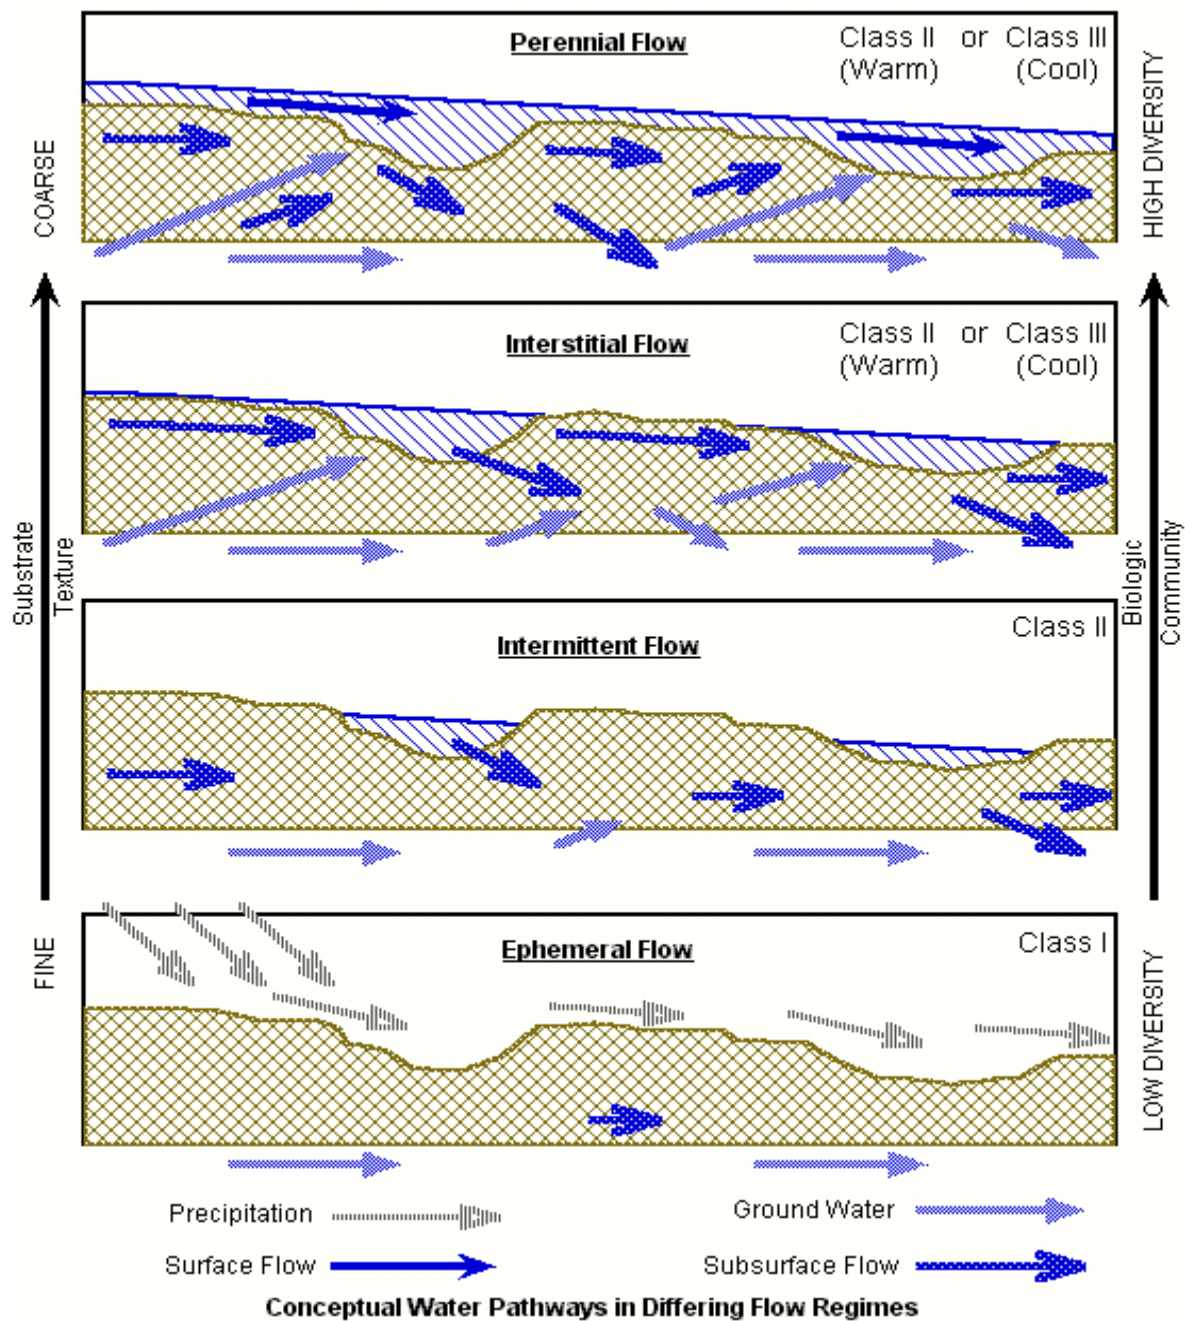 Perennial Flow
Class II or Class III
(Warm) (Cool)
COARSE
HIGH DIVERSITY
Interstitial Flow
Class II or Class III
(Warm) (Cool)
Substrate
Texture
Biologic
Community
Intermittent Flow
Class II
Ephemeral Flow
Class I
FINE
LOW DIVERSITY
Precipitation
Ground Water
Surface Flow
Subsurface Flow
Conceptual Water Pathways in Differing Flow Regimes